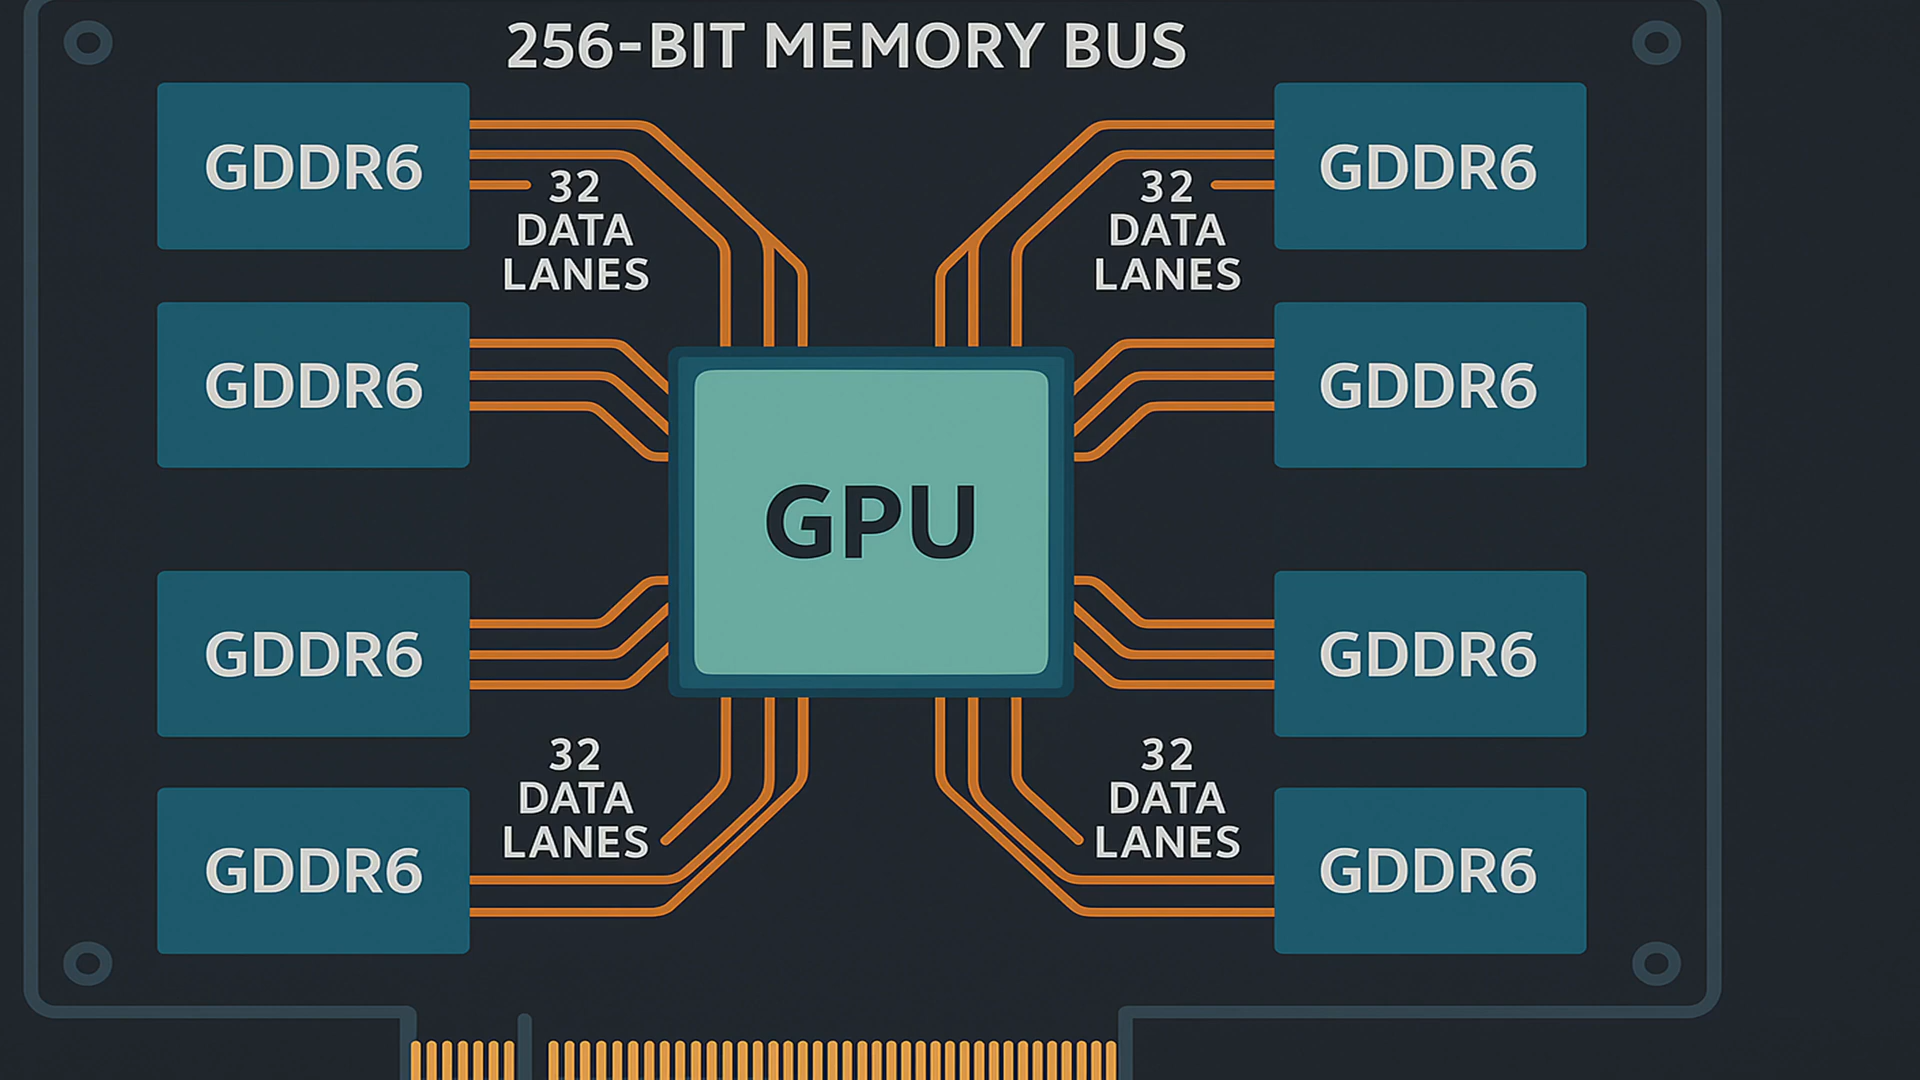 256-BIT MEMORY BUS
GDDR6
GDDR6
32
DATA
LANES
32
DATA
LANES
GDDR6
GDDR6
GPU
GDDR6
GDDR6
32
DATA
LANES
32
DATA
LANES
GDDR6
GDDR6